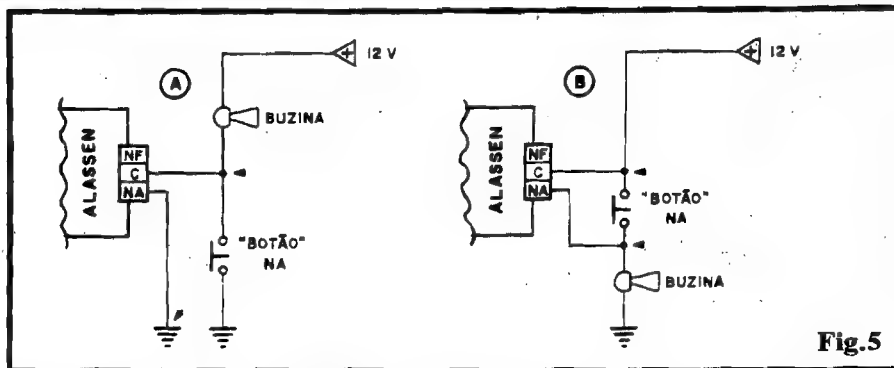 A
12 V
BUZINA
ALASSEN
NF
C
NA
"BOTÃO"
NA
B
12 V
ALASSEN
NF
C
NA
"BOTÃO"
NA
BUZINA
Fig.5